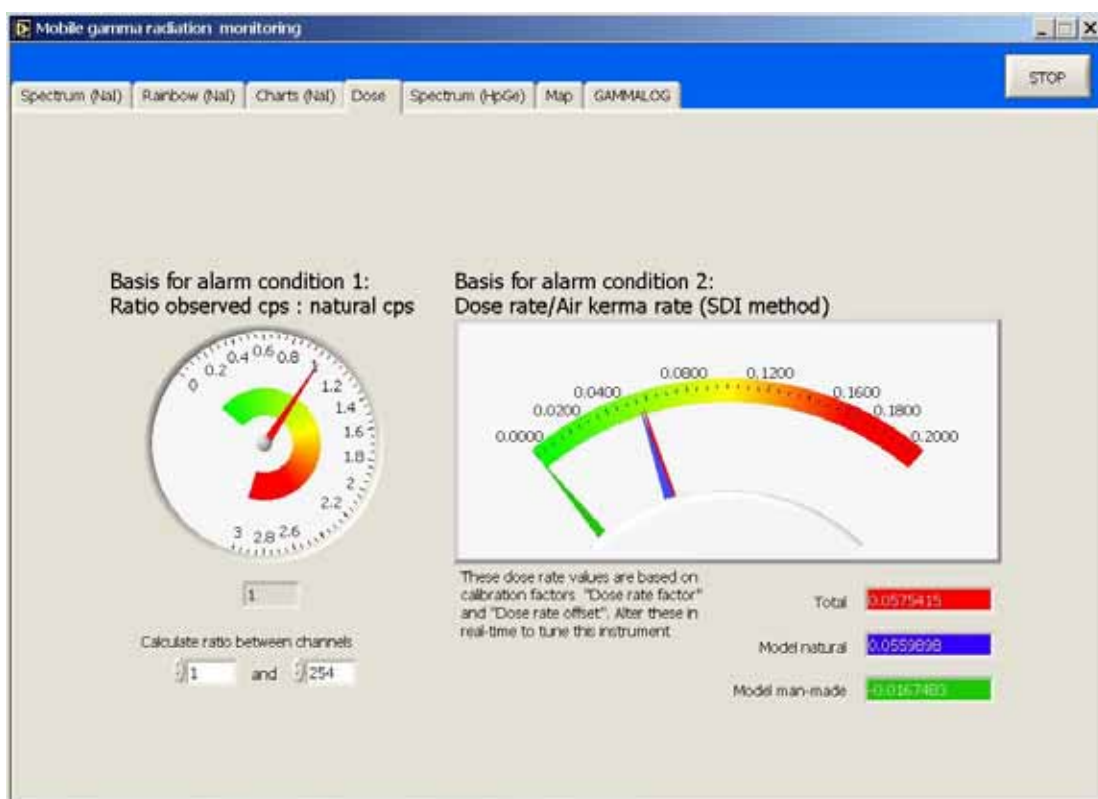 Mobile gamma radiation monitoring
STOP
Spectrum (NaI) Rainbow (NaI) Charts (NaI) Dose Spectrum (HpGe) Map GAMMALOG
Basis for alarm condition 1:
Ratio observed cps : natural cps
0 0.2 0.4 0.6 0.8 1 1.2 1.4 1.6 1.8 2 2.2 2.6 2.8 3
1
Calculate ratio between channels
1 and 254
Basis for alarm condition 2:
Dose rate/Air kerma rate (SDI method)
0.0000 0.0200 0.0400 0.0800 0.1200 0.1600 0.1800 0.2000
These dose rate values are based on
calibration factors "Dose rate factor"
and "Dose rate offset". Alter these in
real-time to tune this instrument
Total 0.0575415
Model natural 0.0559898
Model man-made -0.0167483